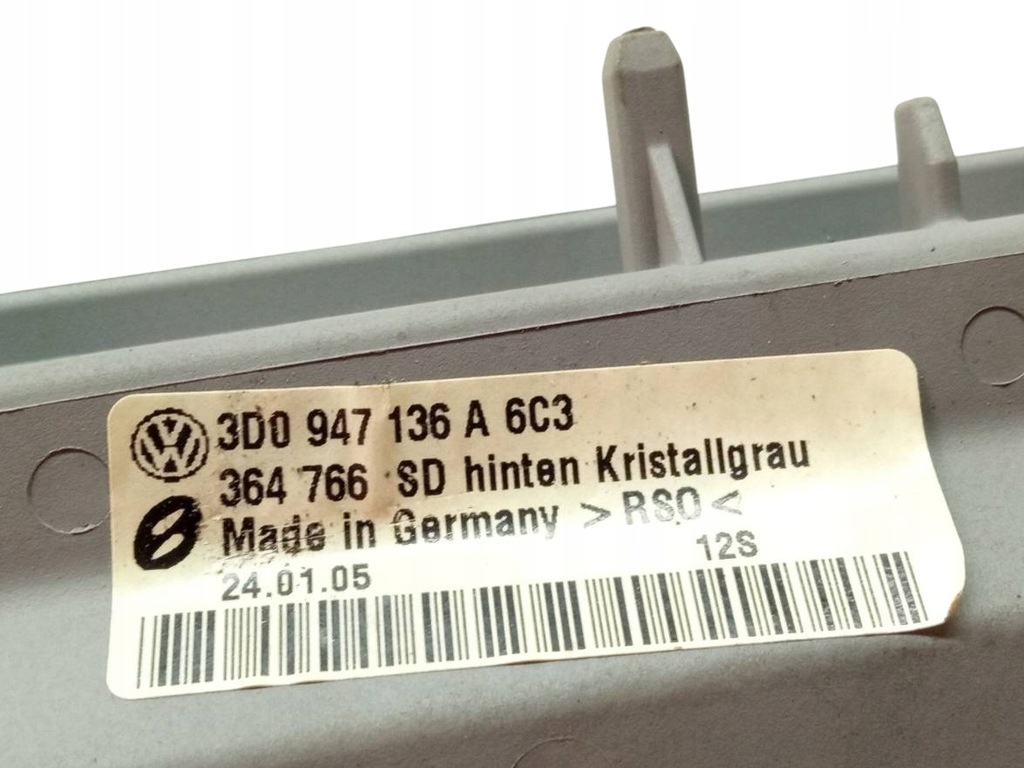 3D0 947 136 A 6C3
364 766 SD hinten Kristallgrau
Made in Germany >RSO<
24.01.05 12S